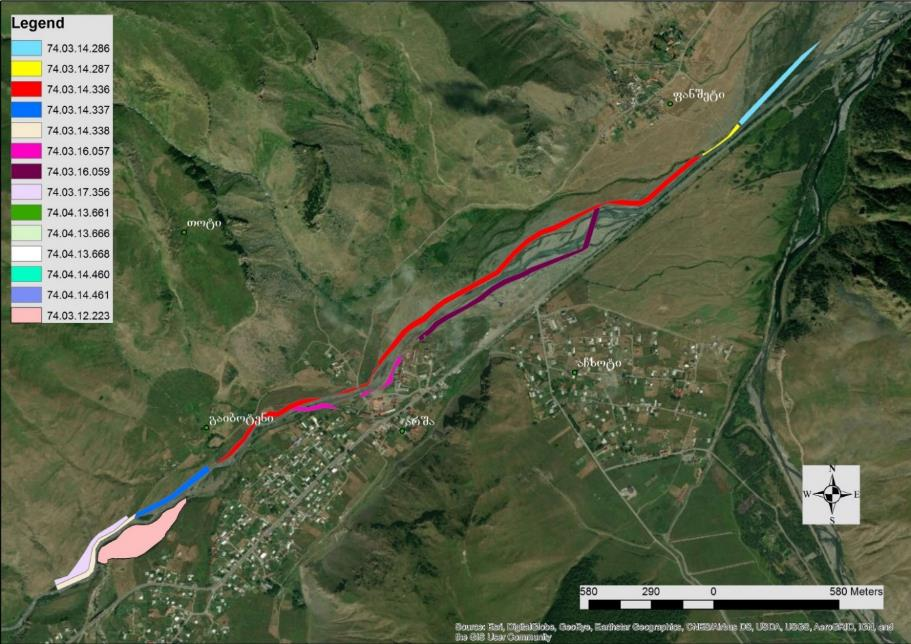 Legend
74.03.14.286
74.03.14.287
74.03.14.336
74.03.14.337
74.03.14.338
74.03.16.057
74.03.16.059
74.03.17.356
74.04.13.661
74.04.13.666
74.04.13.668
74.04.14.460
74.04.14.461
74.03.12.223
ფანშეტი
თოტი
აჩხოტი
გაიბოტენი
არშა
N
W E
S
580 290 0 580 Meters
Source: Esri, DigitalGlobe, GeoEye, Earthstar Geographics, CNES/Airbus DS, USDA, USGS, AeroGRID, IGN, and
the GIS User Community